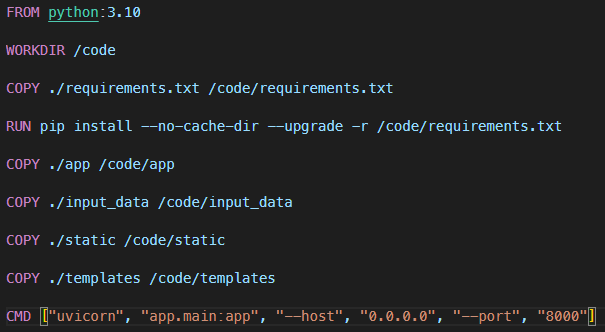 FROM python:3.10
WORKDIR /code
COPY ./requirements.txt /code/requirements.txt
RUN pip install --no-cache-dir --upgrade -r /code/requirements.txt
COPY ./app /code/app
COPY ./input_data /code/input_data
COPY ./static /code/static
COPY ./templates /code/templates
CMD ["uvicorn", "app.main:app", "--host", "0.0.0.0", "--port", "8000"]